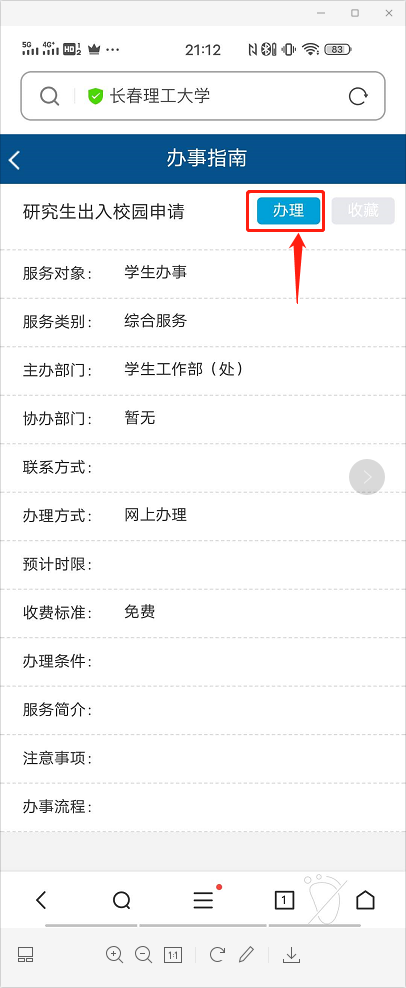 5G 4G+ HD 1 2 ··· 21:12 83
长春理工大学
办事指南
研究生出入校园申请 办理 收藏
服务对象： 学生办事
服务类别： 综合服务
主办部门： 学生工作部（处）
协办部门： 暂无
联系方式：
办理方式： 网上办理
预计时限：
收费标准： 免费
办理条件：
服务简介：
注意事项：
办事流程：
1
1:1